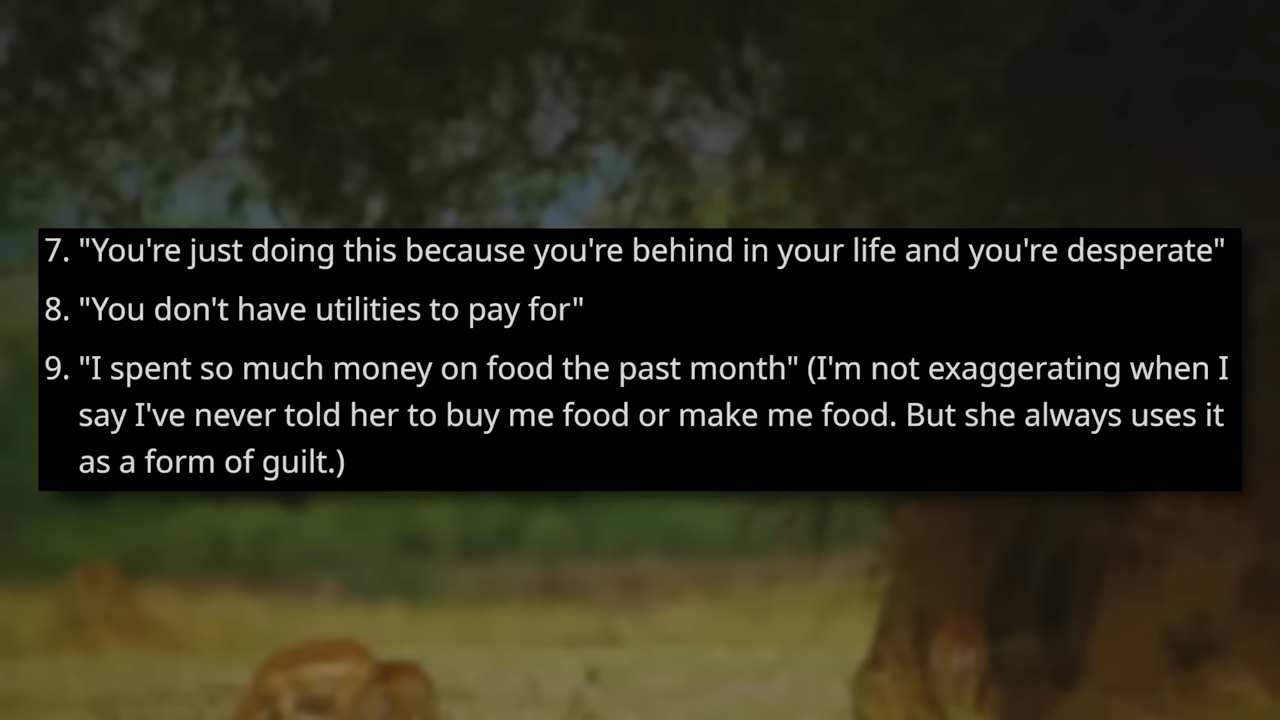 7. "You're just doing this because you're behind in your life and you're desperate"
8. "You don't have utilities to pay for"
9. "I spent so much money on food the past month" (I'm not exaggerating when I
say I've never told her to buy me food or make me food. But she always uses it
as a form of guilt.)